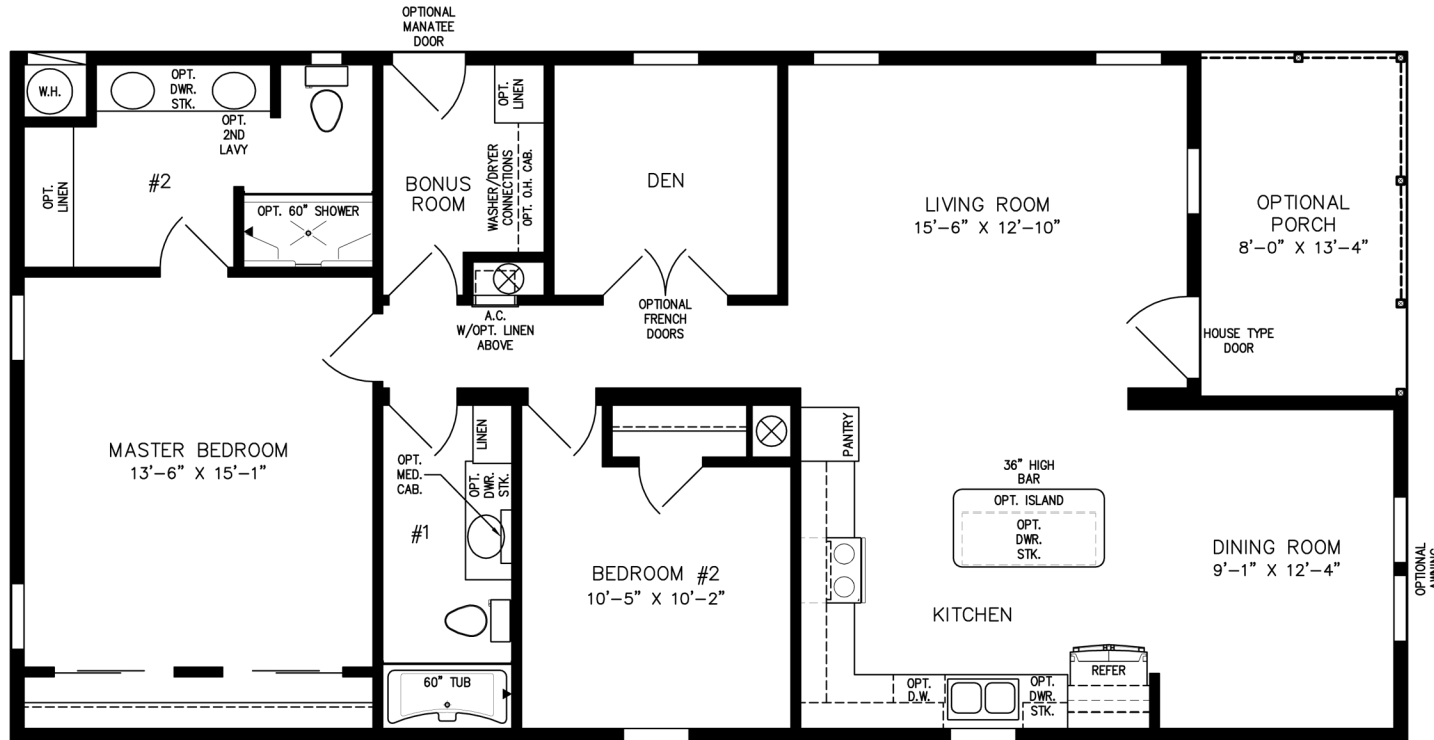 OPTIONAL
MANATEE
DOOR
W.H.
OPT.
DWR.
STK.
OPT.
2ND
LAVY
OPT.
LINEN
#2
OPT. 60” SHOWER
BONUS
ROOM
OPT.
LINEN
WASHER/DRYER
CONNECTIONS
OPT. O.H. CAB.
DEN
LIVING ROOM
15’-6” X 12’-10”
OPTIONAL
PORCH
8’-0” X 13’-4”
A.C.
W/OPT. LINEN
ABOVE
OPTIONAL
FRENCH
DOORS
HOUSE TYPE
DOOR
MASTER BEDROOM
13’-6” X 15’-1”
OPT.
MED.
CAB.
LINEN
OPT.
DWR.
STK.
#1
60” TUB
BEDROOM #2
10’-5” X 10’-2”
PANTRY
36” HIGH
BAR
OPT. ISLAND
OPT.
DWR.
STK.
KITCHEN
DINING ROOM
9’-1” X 12’-4”
OPT.
D.W.
OPT.
DWR.
STK.
REFER
OPTIONAL